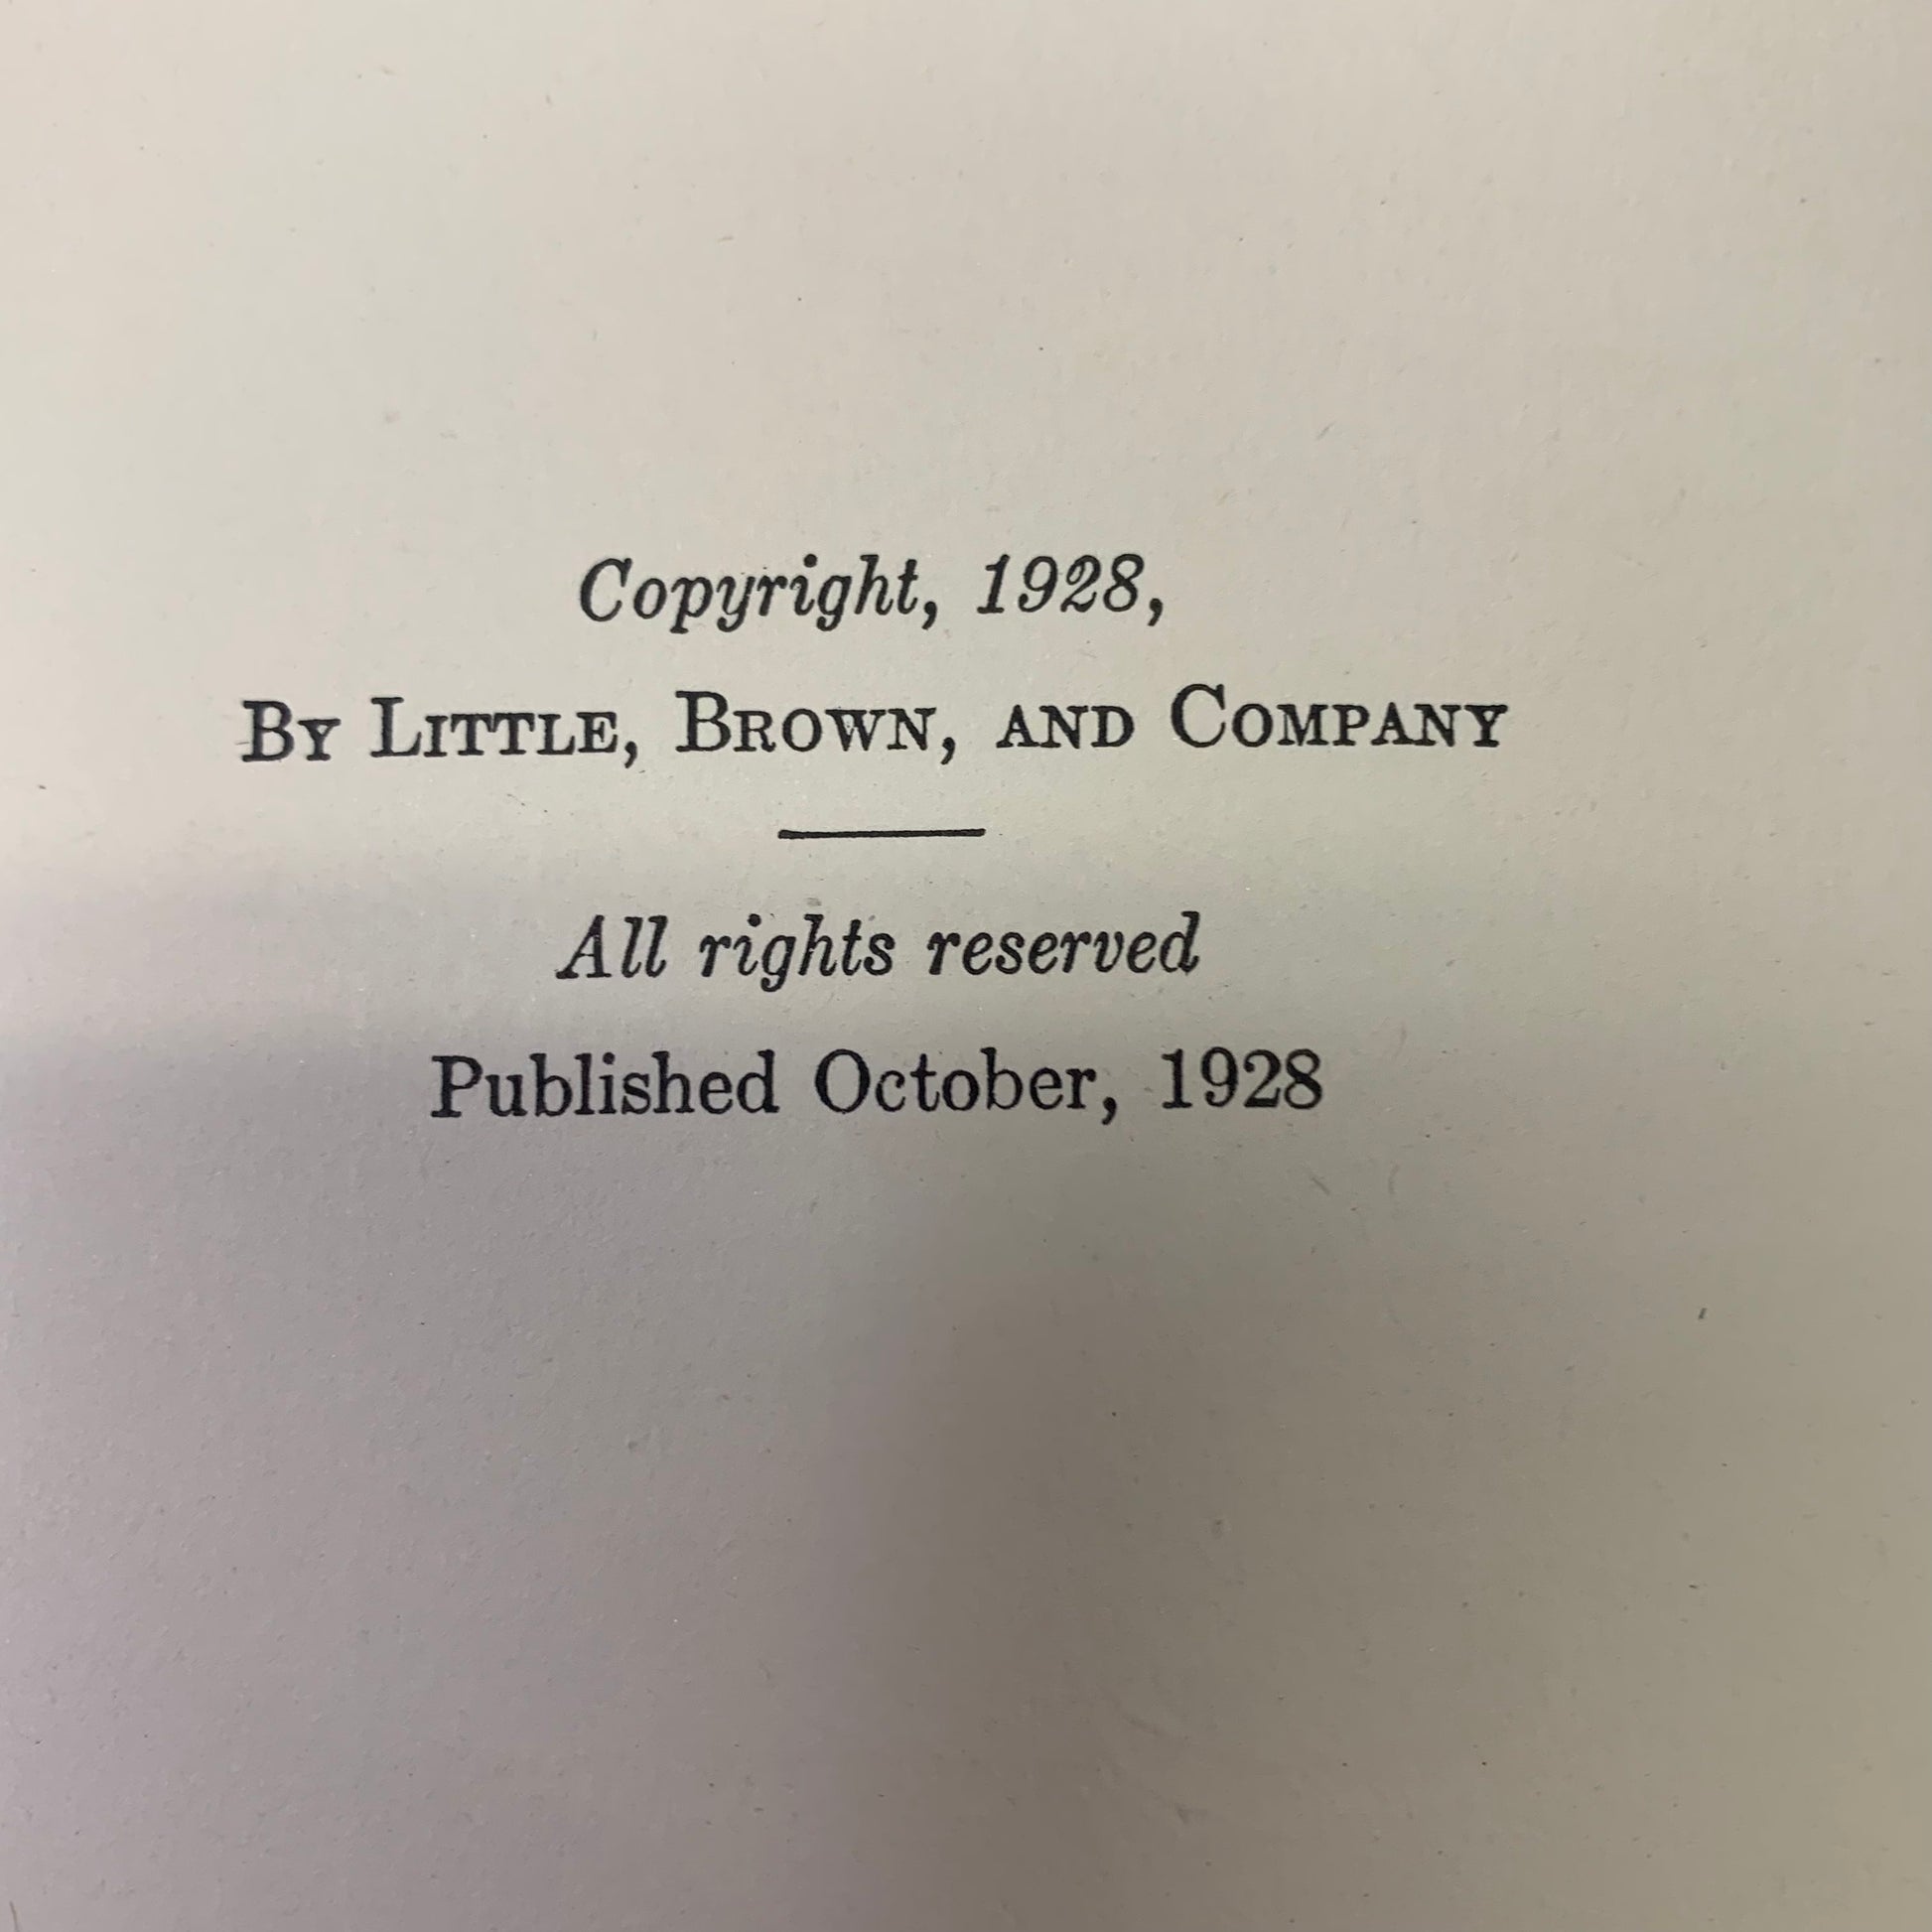 Copyright, 1928,
By Little, Brown, and Company
All rights reserved
Published October, 1928